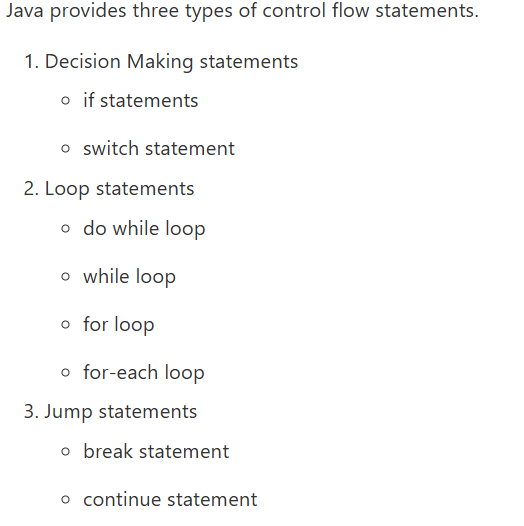 Java provides three types of control flow statements.
1. Decision Making statements
○ if statements
○ switch statement
2. Loop statements
○ do while loop
○ while loop
○ for loop
○ for-each loop
3. Jump statements
○ break statement
○ continue statement